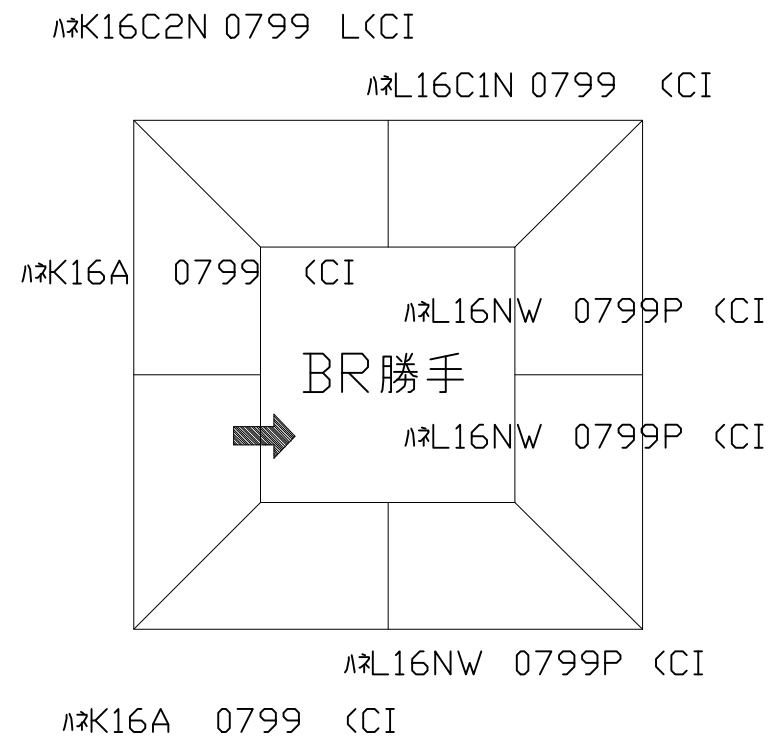 ﾊﾈK16C2N 0799 L<CI
ﾊﾈL16C1N 0799 <CI
ﾊﾈK16A 0799 <CI
ﾊﾈL16NW 0799P <CI
BR勝手
ﾊﾈL16NW 0799P <CI
ﾊﾈL16NW 0799P <CI
ﾊﾈK16A 0799 <CI